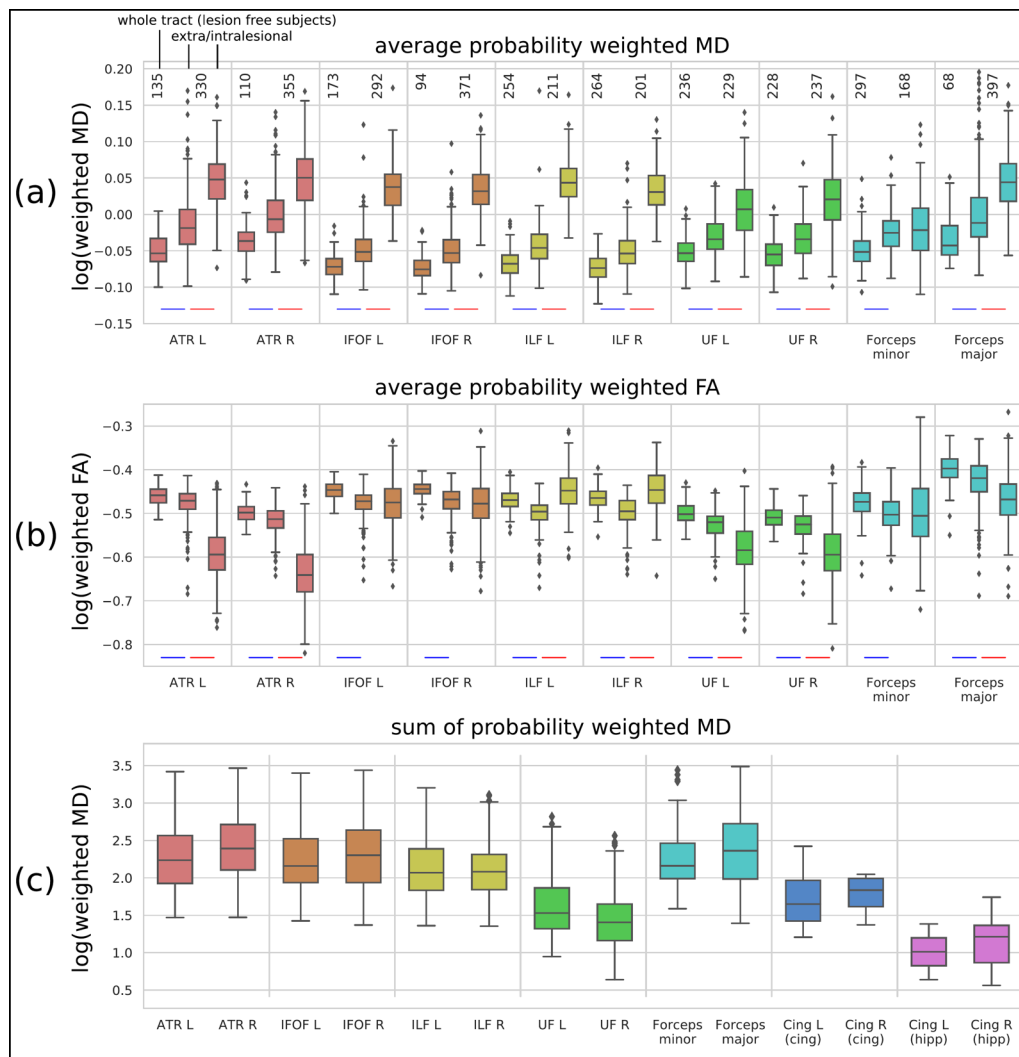 whole tract (lesion free subjects)
extra/intralesional
average probability weighted MD
(a)
log(weighted MD)
0.20
0.15
0.10
0.05
0.00
−0.05
−0.10
−0.15
135 330 110 355 173 292 94 371 254 211 264 201 236 229 228 237 297 168 68 397
ATR L ATR R IFOF L IFOF R ILF L ILF R UF L UF R Forceps minor Forceps major
average probability weighted FA
(b)
log(weighted FA)
−0.3
−0.4
−0.5
−0.6
−0.7
−0.8
ATR L ATR R IFOF L IFOF R ILF L ILF R UF L UF R Forceps minor Forceps major
sum of probability weighted MD
(c)
log(weighted MD)
3.5
3.0
2.5
2.0
1.5
1.0
0.5
ATR L ATR R IFOF L IFOF R ILF L ILF R UF L UF R Forceps minor Forceps major Cing L (cing) Cing R (cing) Cing L (hipp) Cing R (hipp)